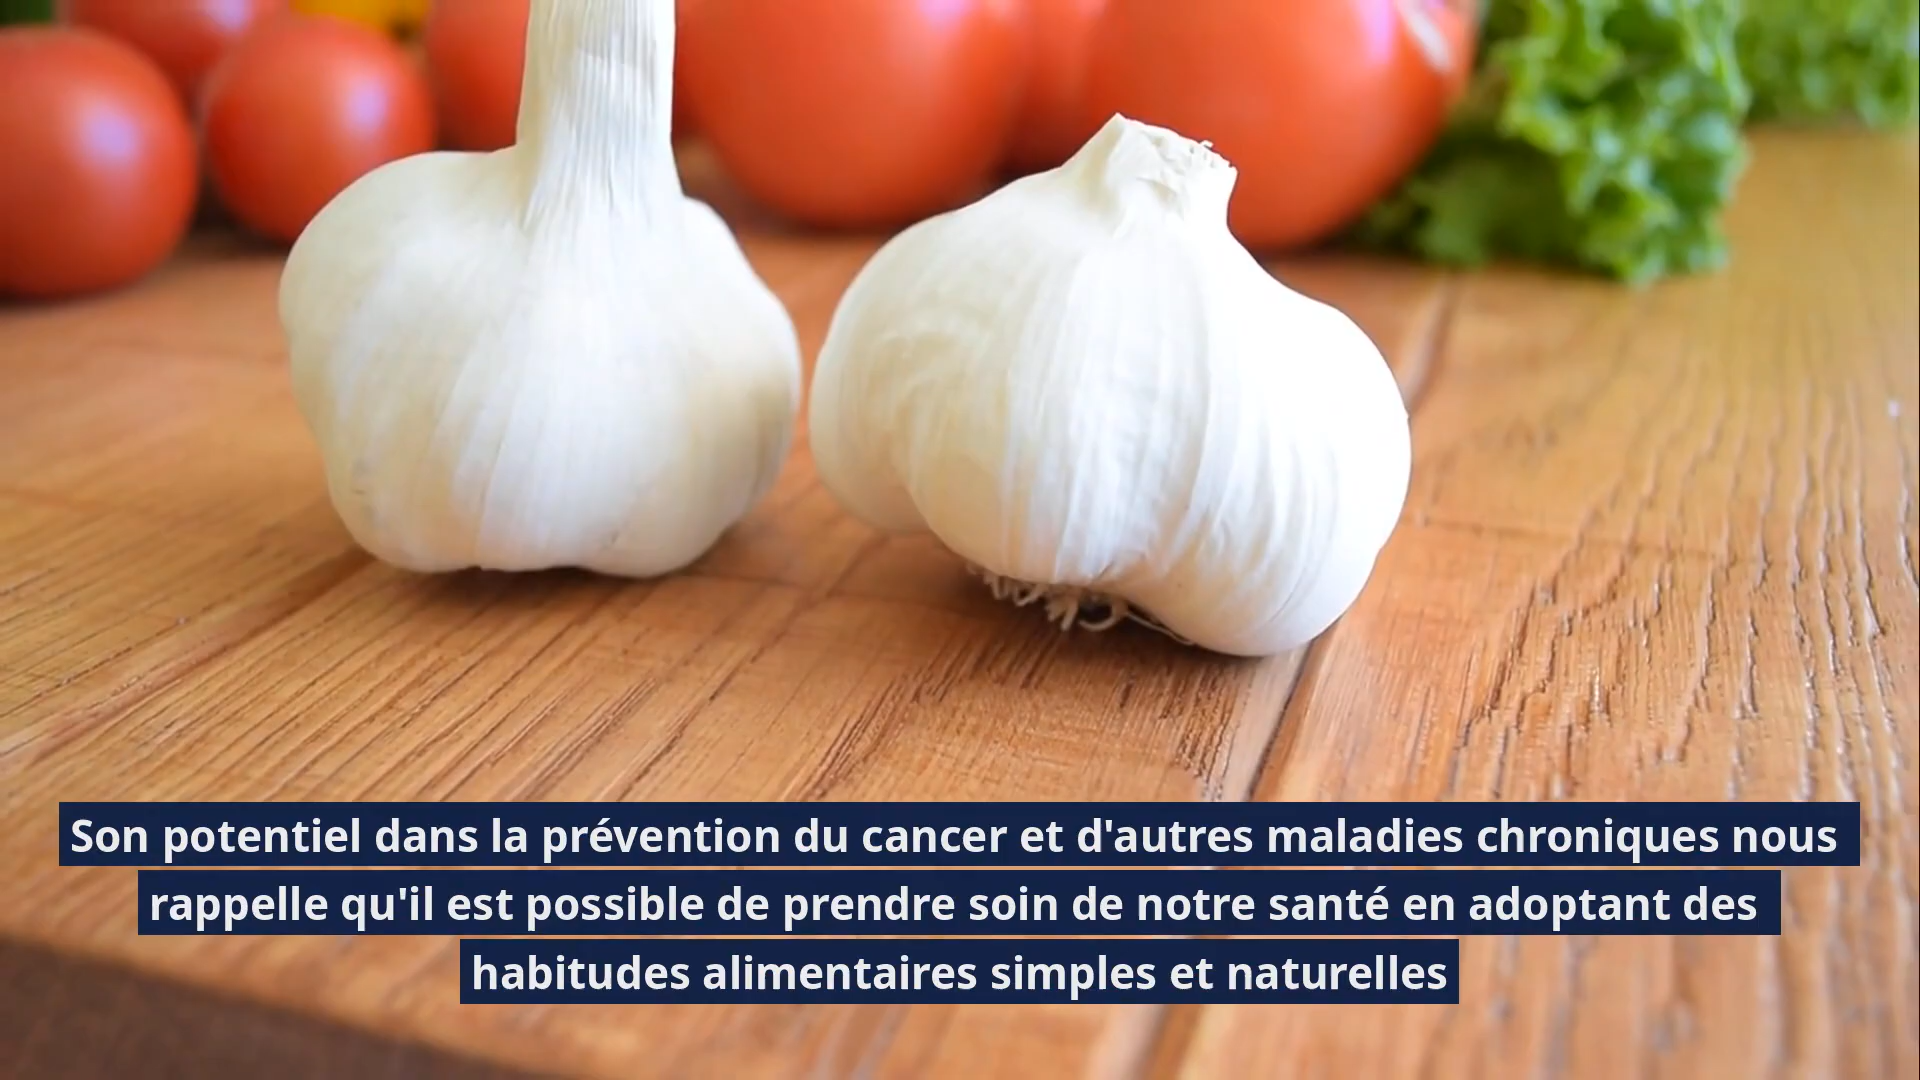 Son potentiel dans la prévention du cancer et d'autres maladies chroniques nous
rappelle qu'il est possible de prendre soin de notre santé en adoptant des
habitudes alimentaires simples et naturelles